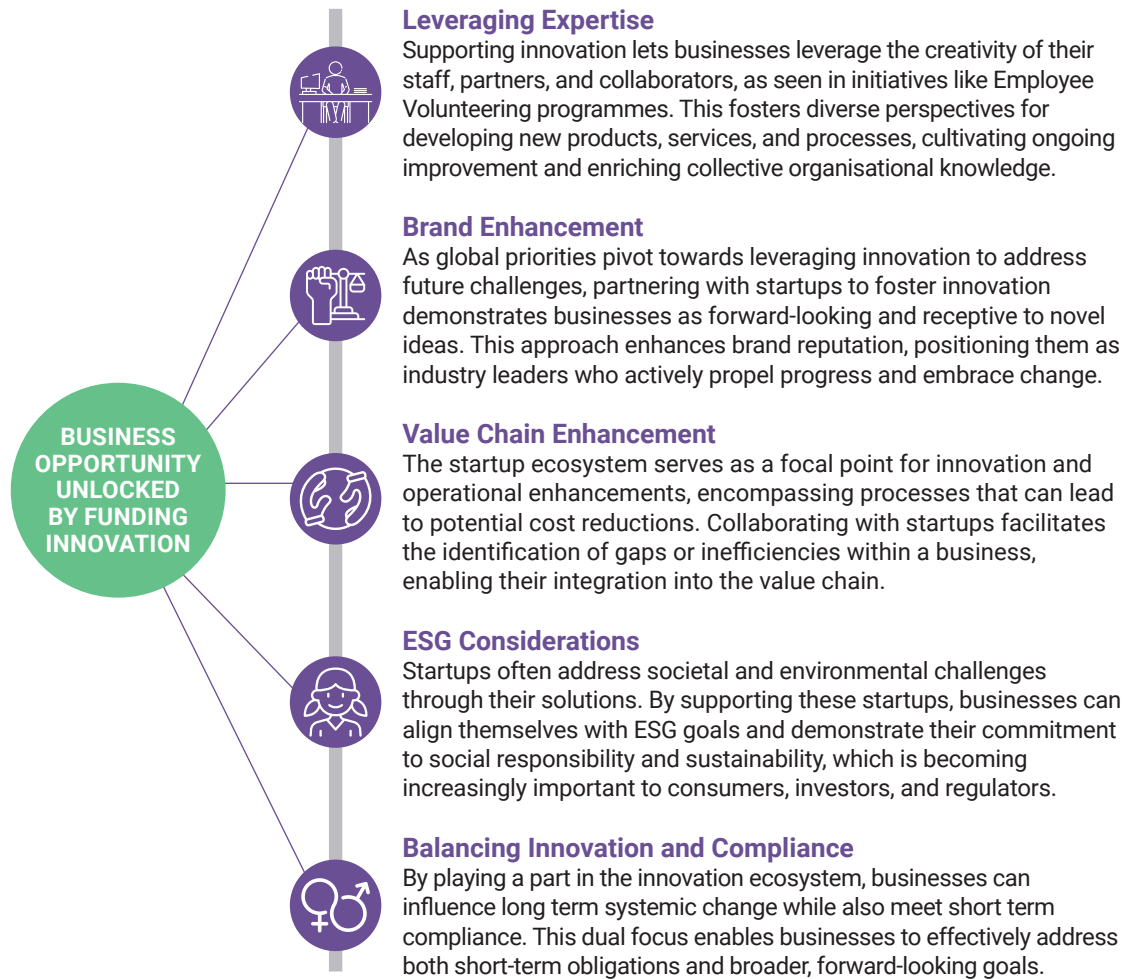 Leveraging Expertise
Supporting innovation lets businesses leverage the creativity of their
staff, partners, and collaborators, as seen in initiatives like Employee
Volunteering programmes. This fosters diverse perspectives for
developing new products, services, and processes, cultivating ongoing
improvement and enriching collective organisational knowledge.
Brand Enhancement
As global priorities pivot towards leveraging innovation to address
future challenges, partnering with startups to foster innovation
demonstrates businesses as forward-looking and receptive to novel
ideas. This approach enhances brand reputation, positioning them as
industry leaders who actively propel progress and embrace change.
BUSINESS
OPPORTUNITY
UNLOCKED
BY FUNDING
INNOVATION
Value Chain Enhancement
The startup ecosystem serves as a focal point for innovation and
operational enhancements, encompassing processes that can lead
to potential cost reductions. Collaborating with startups facilitates
the identification of gaps or inefficiencies within a business,
enabling their integration into the value chain.
ESG Considerations
Startups often address societal and environmental challenges
through their solutions. By supporting these startups, businesses can
align themselves with ESG goals and demonstrate their commitment
to social responsibility and sustainability, which is becoming
increasingly important to consumers, investors, and regulators.
Balancing Innovation and Compliance
By playing a part in the innovation ecosystem, businesses can
influence long term systemic change while also meet short term
compliance. This dual focus enables businesses to effectively address
both short-term obligations and broader, forward-looking goals.